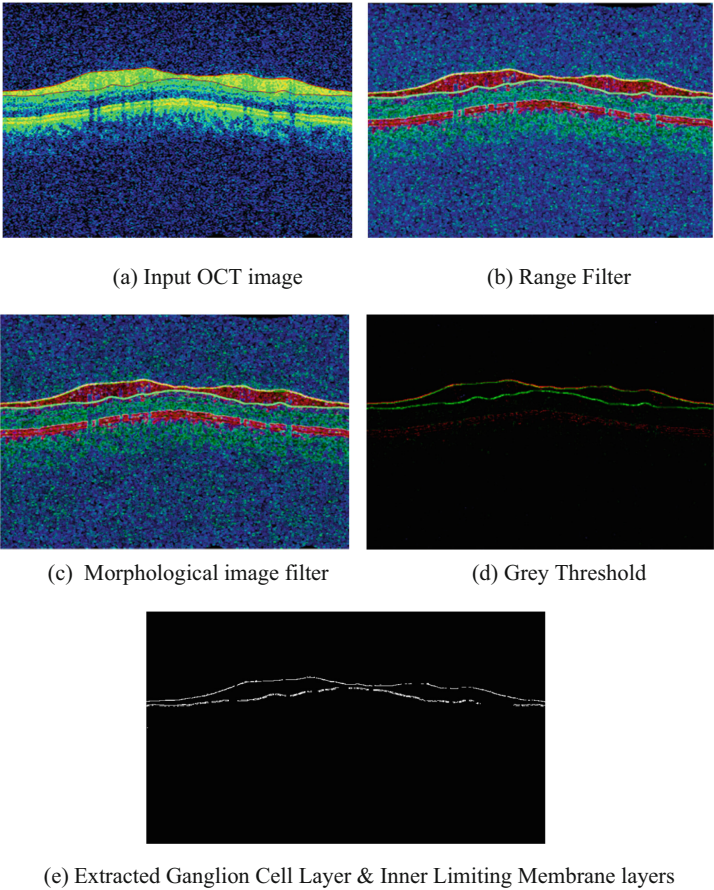 (a) Input OCT image
(b) Range Filter
(c) Morphological image filter
(d) Grey Threshold
(e) Extracted Ganglion Cell Layer & Inner Limiting Membrane layers